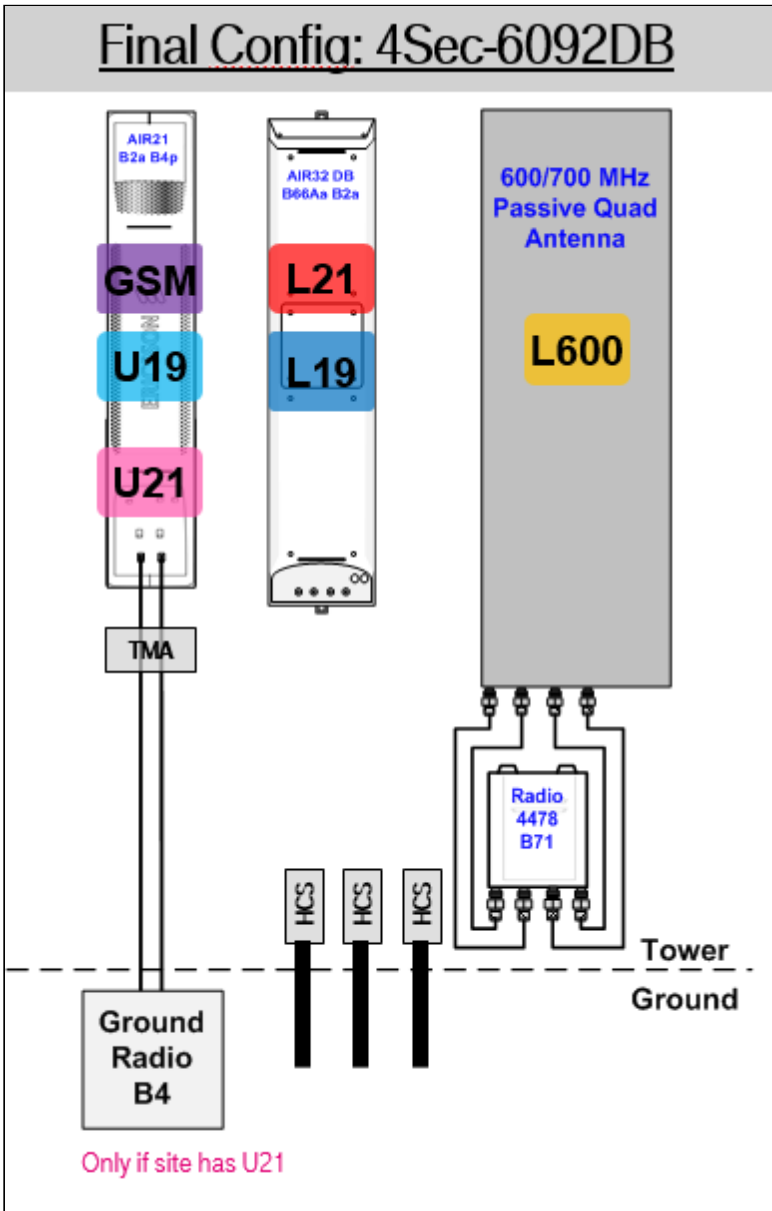 Final Config: 4Sec-6092DB
AIR21
B2a B4p
GSM
U19
U21
TMA
AIR32 DB
B66Aa B2a
L21
L19
600/700 MHz
Passive Quad
Antenna
L600
Radio
4478
B71
HCS
HCS
HCS
Tower
Ground
Ground
Radio
B4
Only if site has U21